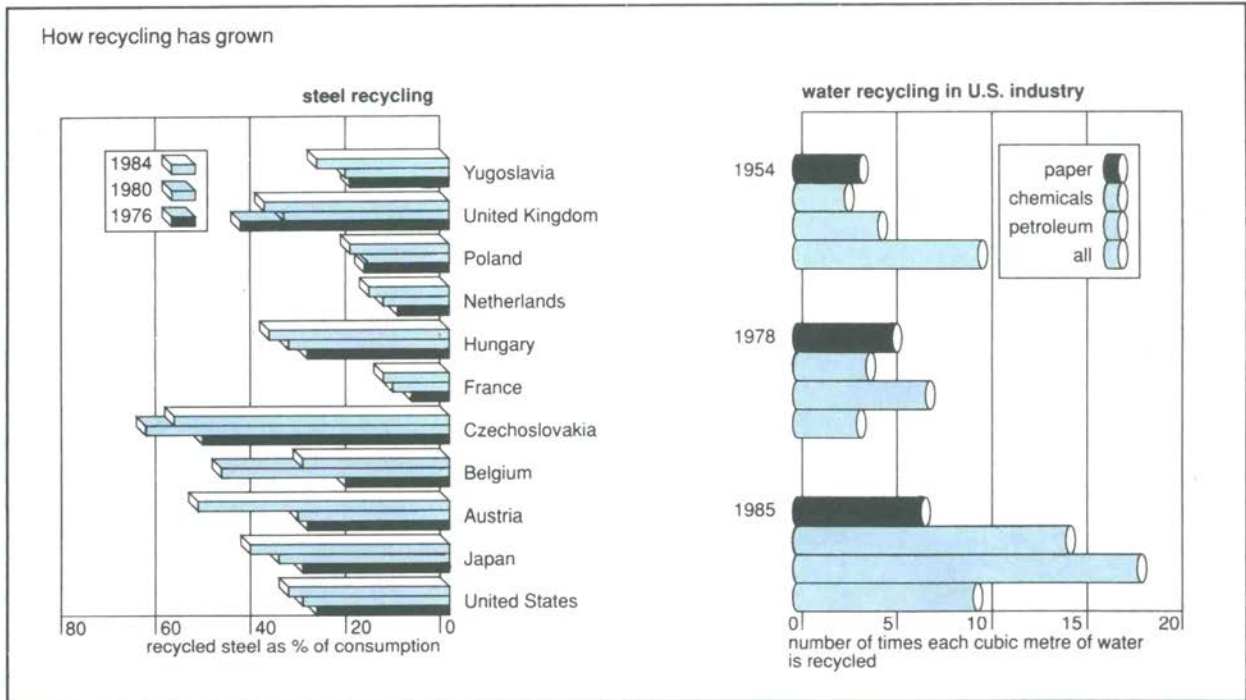 How recycling has grown
steel recycling
1984
1980
1976
Yugoslavia
United Kingdom
Poland
Netherlands
Hungary
France
Czechoslovakia
Belgium
Austria
Japan
United States
80 60 40 20 0
recycled steel as % of consumption
water recycling in U.S. industry
1954
1978
1985
paper
chemicals
petroleum
all
0 5 10 15 20
number of times each cubic metre of water
is recycled